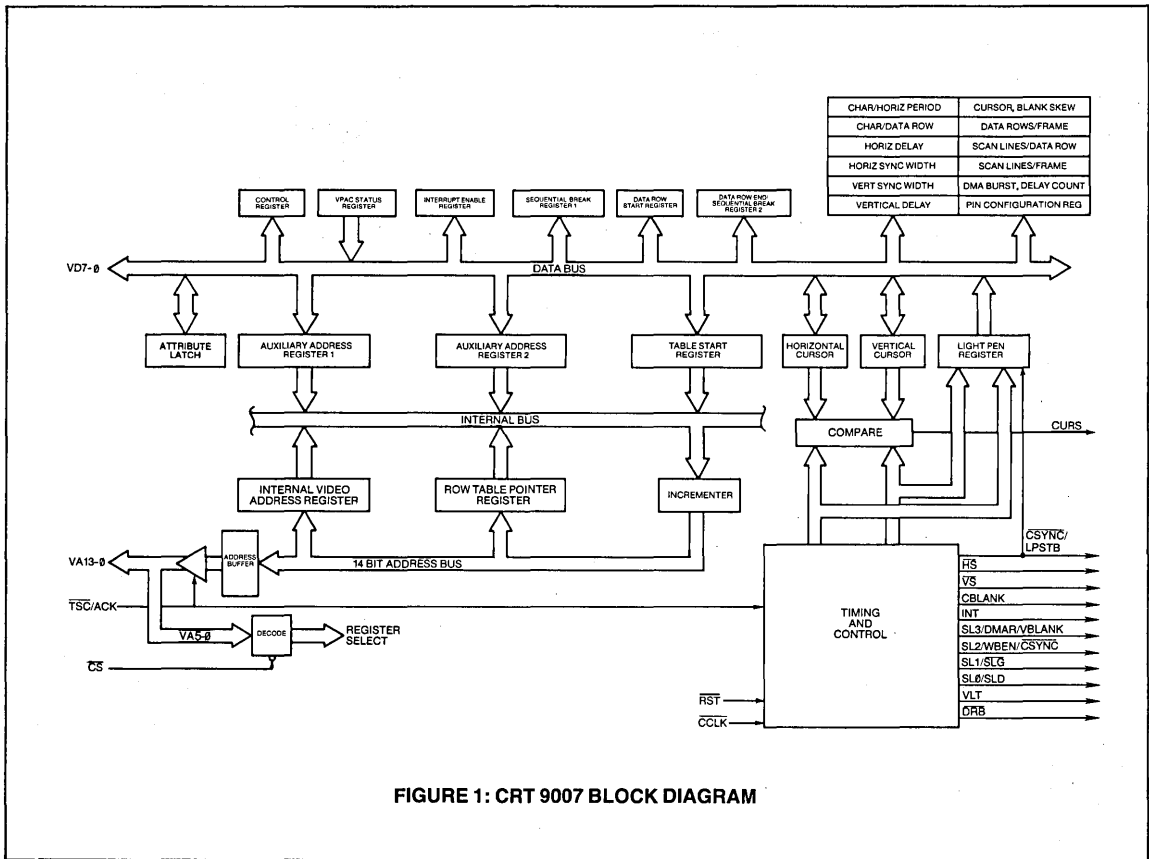 CHAR/HORIZ PERIOD
CURSOR, BLANK SKEW
CHAR/DATA ROW
DATA ROWS/FRAME
HORIZ DELAY
SCAN LINES/DATA ROW
HORIZ SYNC WIDTH
SCAN LINES/FRAME
VERT SYNC WIDTH
DMA BURST, DELAY COUNT
VERTICAL DELAY
PIN CONFIGURATION REG
CONTROL
REGISTER
VPAC STATUS
REGISTER
INTERRUPT ENABLE
REGISTER
SEQUENTIAL BREAK
REGISTER 1
DATA ROW
START REGISTER
DATA ROW END/
SEQUENTIAL BREAK
REGISTER 2
VD7-0
DATA BUS
ATTRIBUTE
LATCH
AUXILIARY ADDRESS
REGISTER 1
AUXILIARY ADDRESS
REGISTER 2
TABLE START
REGISTER
HORIZONTAL
CURSOR
VERTICAL
CURSOR
LIGHT PEN
REGISTER
INTERNAL BUS
COMPARE
CURS
INTERNAL VIDEO
ADDRESS REGISTER
ROW TABLE POINTER
REGISTER
INCREMENTER
VA13-0
ADDRESS
BUFFER
14 BIT ADDRESS BUS
TSC/ACK
VA5-0
DECODE
REGISTER
SELECT
CS
RST
CCLK
TIMING
AND
CONTROL
CSYNC/
LPSTB
HS
VS
CBLANK
INT
SL3/DMAR/VBLANK
SL2/WBEN/CSYNC
SL1/SLG
SL0/SLD
VLT
DRB
FIGURE 1: CRT 9007 BLOCK DIAGRAM